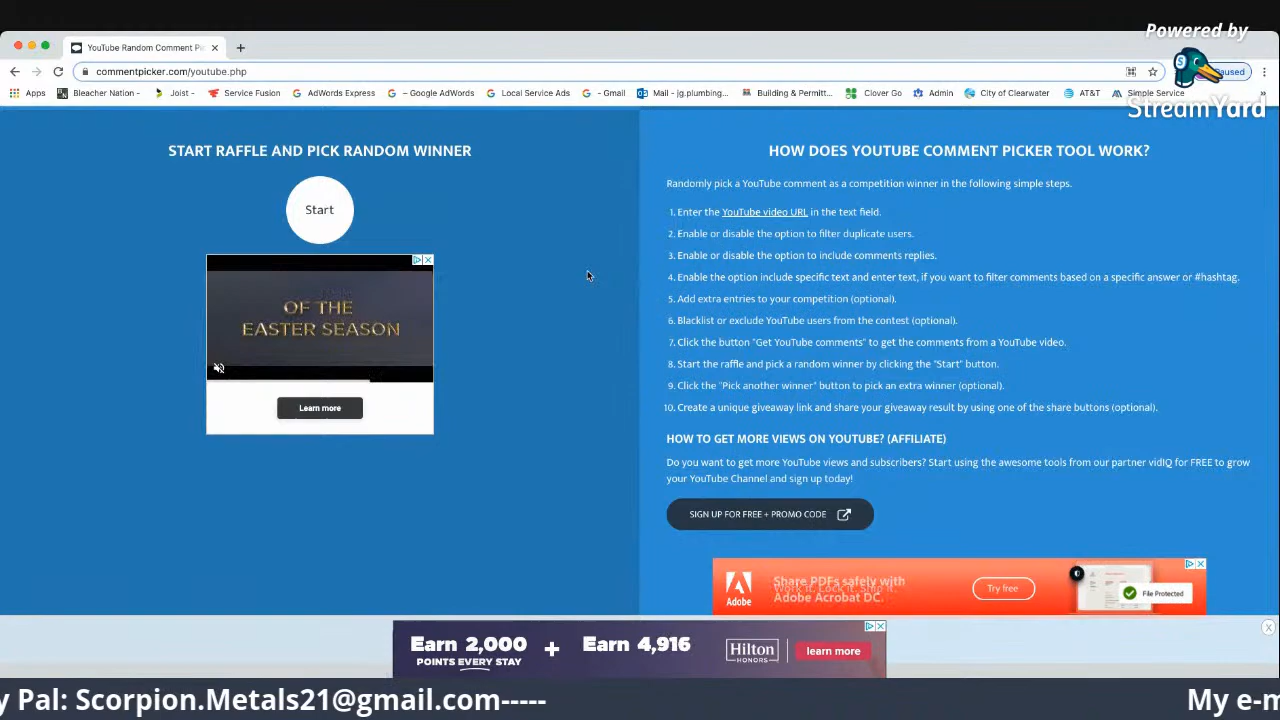 Powered by
StreamYard
YouTube Random Comment Pi
commentpicker.com/youtube.php
Paused
Apps
Bleacher Nation -
Joist -
Service Fusion
AdWords Express
– Google AdWords
Local Service Ads
- Gmail
Mail - jg.plumbing...
Building & Permitt...
Clover Go
Admin
City of Clearwater
AT&T
Simple Service
»
START RAFFLE AND PICK RANDOM WINNER
Start
OF THE
EASTER SEASON
Learn more
HOW DOES YOUTUBE COMMENT PICKER TOOL WORK?
Randomly pick a YouTube comment as a competition winner in the following simple steps.
1. Enter the YouTube video URL in the text field.
2. Enable or disable the option to filter duplicate users.
3. Enable or disable the option to include comments replies.
4. Enable the option include specific text and enter text, if you want to filter comments based on a specific answer or #hashtag.
5. Add extra entries to your competition (optional).
6. Blacklist or exclude YouTube users from the contest (optional).
7. Click the button "Get YouTube comments" to get the comments from a YouTube video.
8. Start the raffle and pick a random winner by clicking the "Start" button.
9. Click the "Pick another winner" button to pick an extra winner (optional).
10. Create a unique giveaway link and share your giveaway result by using one of the share buttons (optional).
HOW TO GET MORE VIEWS ON YOUTUBE? (AFFILIATE)
Do you want to get more YouTube views and subscribers? Start using the awesome tools from our partner vidIQ for FREE to grow
your YouTube Channel and sign up today!
SIGN UP FOR FREE + PROMO CODE
Adobe
Share PDFs safely with
Work it. Lock it. Ship it.
Adobe Acrobat DC.
Try free
File Protected
Earn 2,000
POINTS EVERY STAY
+
Earn 4,916
Hilton
HONORS
learn more
y Pal: Scorpion.Metals21@gmail.com-----
My e-m